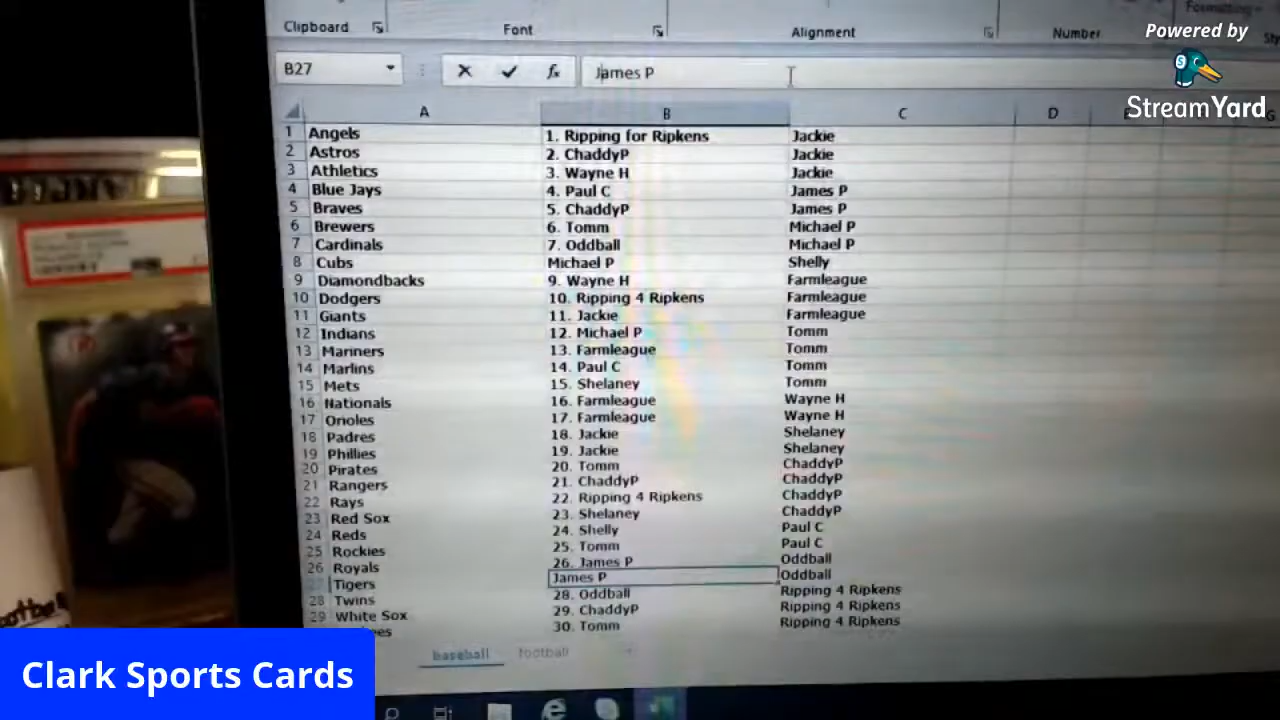 Clipboard Font Alignment Number Formatting
Powered by
StreamYard
B27 fx James P
A B C D
1 Angels 1. Ripping for Ripkens Jackie
2 Astros 2. ChaddyP Jackie
3 Athletics 3. Wayne H Jackie
4 Blue Jays 4. Paul C James P
5 Braves 5. ChaddyP James P
6 Brewers 6. Tomm Michael P
7 Cardinals 7. Oddball Michael P
8 Cubs Michael P Shelly
9 Diamondbacks 9. Wayne H Farmleague
10 Dodgers 10. Ripping 4 Ripkens Farmleague
11 Giants 11. Jackie Farmleague
12 Indians 12. Michael P Tomm
13 Mariners 13. Farmleague Tomm
14 Marlins 14. Paul C Tomm
15 Mets 15. Shelaney Tomm
16 Nationals 16. Farmleague Wayne H
17 Orioles 17. Farmleague Wayne H
18 Padres 18. Jackie Shelaney
19 Phillies 19. Jackie Shelaney
20 Pirates 20. Tomm ChaddyP
21 Rangers 21. ChaddyP ChaddyP
22 Rays 22. Ripping 4 Ripkens ChaddyP
23 Red Sox 23. Shelaney ChaddyP
24 Reds 24. Shelly Paul C
25 Rockies 25. Tomm Paul C
26 Royals 26. James P Oddball
27 Tigers James P Oddball
28 Twins 28. Oddball Ripping 4 Ripkens
29 White Sox 29. ChaddyP Ripping 4 Ripkens
30. Tomm Ripping 4 Ripkens
baseball football
Clark Sports Cards